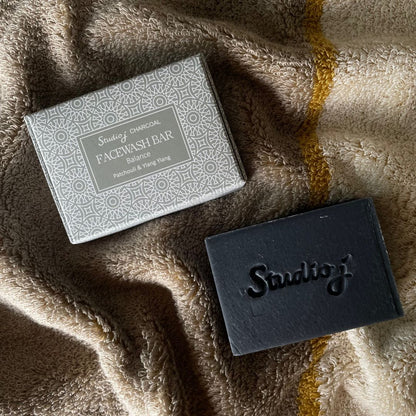 Studio j CHARCOAL
FACEWASH BAR
Balance
Patchouli & Ylang Ylang
Studio j